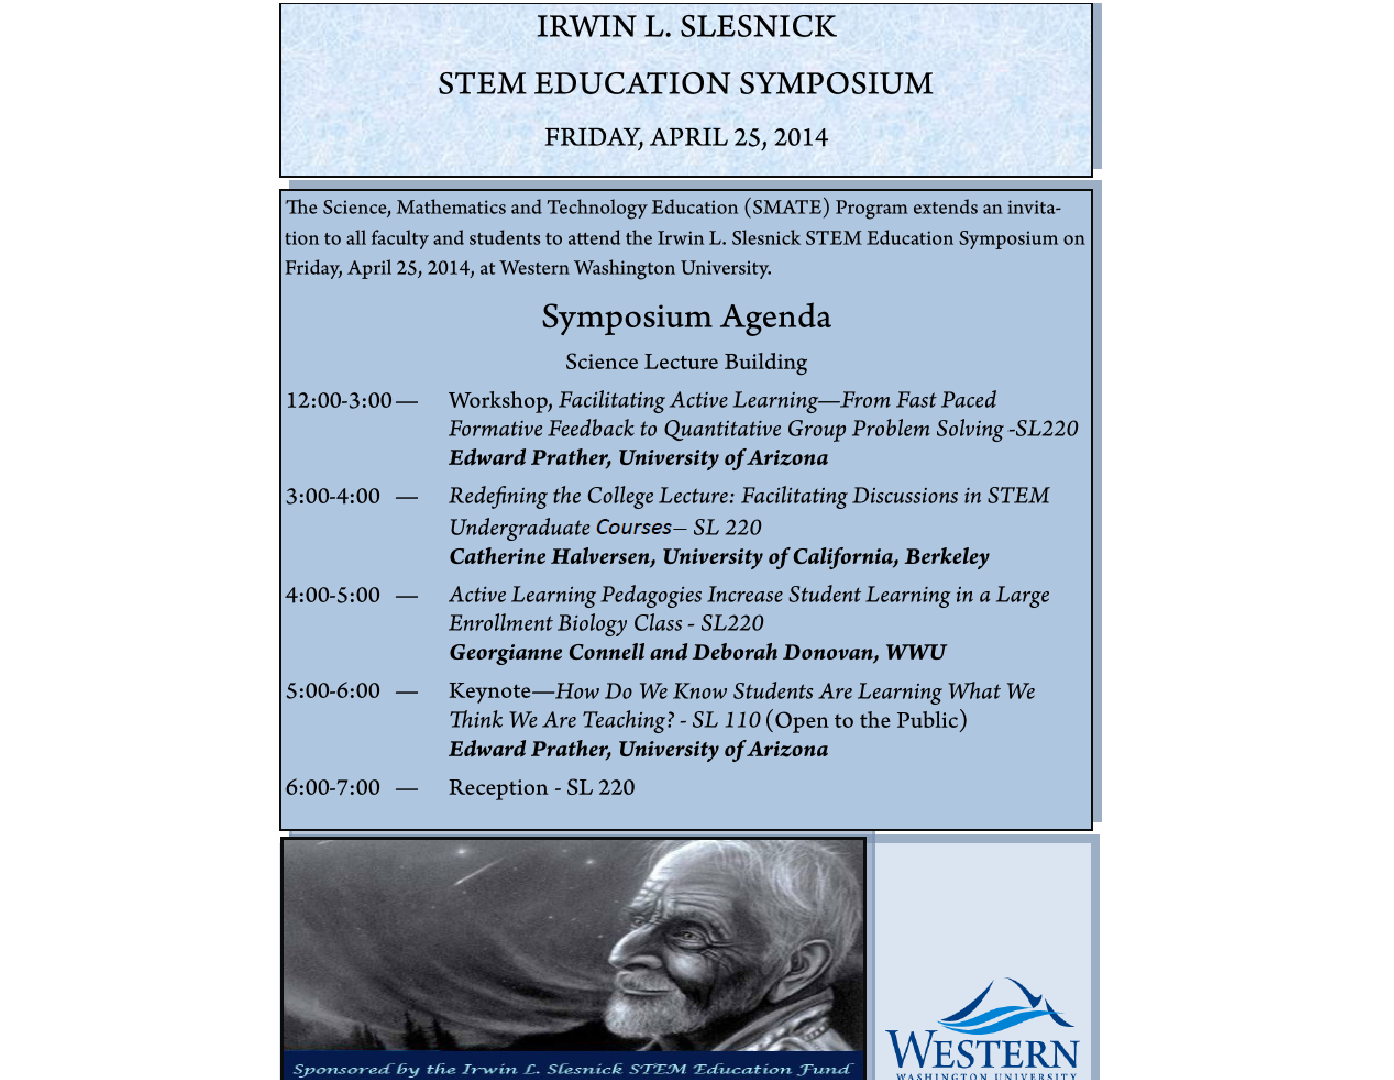 IRWIN L. SLESNICK
STEM EDUCATION SYMPOSIUM
FRIDAY, APRIL 25, 2014
The Science, Mathematics and Technology Education (SMATE) Program extends an invita-
tion to all faculty and students to attend the Irwin L. Slesnick STEM Education Symposium on
Friday, April 25, 2014, at Western Washington University.
Symposium Agenda
Science Lecture Building
12:00-3:00 — Workshop, Facilitating Active Learning—From Fast Paced
Formative Feedback to Quantitative Group Problem Solving -SL220
Edward Prather, University of Arizona
3:00-4:00 — Redefining the College Lecture: Facilitating Discussions in STEM
Undergraduate Courses– SL 220
Catherine Halversen, University of California, Berkeley
4:00-5:00 — Active Learning Pedagogies Increase Student Learning in a Large
Enrollment Biology Class - SL220
Georgianne Connell and Deborah Donovan, WWU
5:00-6:00 — Keynote—How Do We Know Students Are Learning What We
Think We Are Teaching? - SL 110 (Open to the Public)
Edward Prather, University of Arizona
6:00-7:00 — Reception - SL 220
Sponsored by the Irwin L. Slesnick STEM Education Fund
WESTERN
WASHINGTON UNIVERSITY